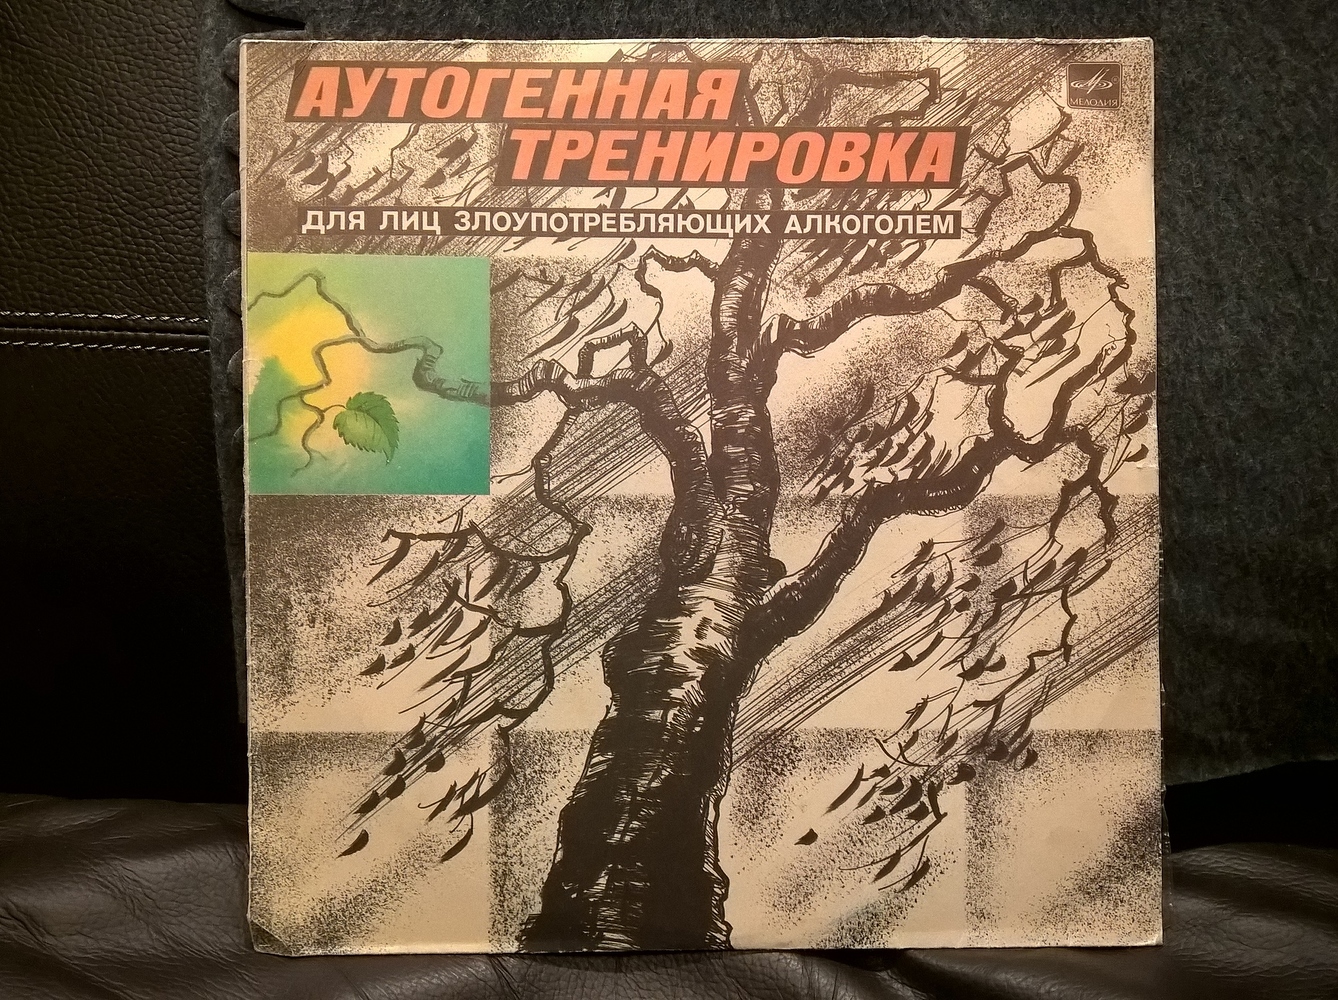 АУТОГЕННАЯ
ТРЕНИРОВКА
ДЛЯ ЛИЦ ЗЛОУПОТРЕБЛЯЮЩИХ АЛКОГОЛЕМ
МЕЛОДИЯ